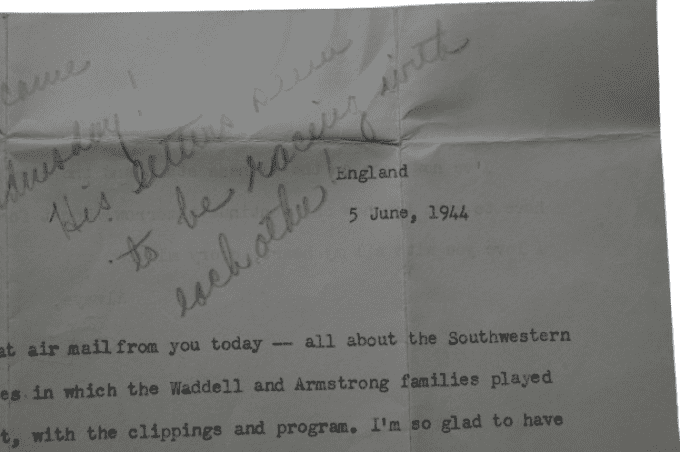 came
!
His letters seem
to be racing with
each other!
England
5 June, 1944
at air mail from you today — all about the Southwestern
es in which the Waddell and Armstrong families played
t, with the clippings and program. I'm so glad to have